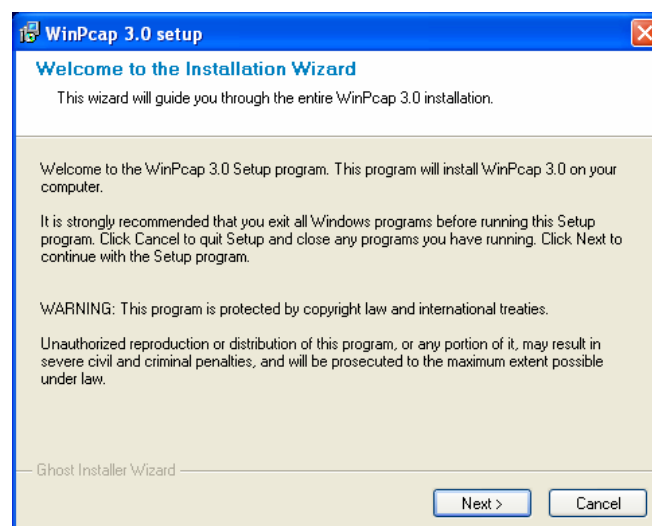 WinPcap 3.0 setup
Welcome to the Installation Wizard
This wizard will guide you through the entire WinPcap 3.0 installation.
Welcome to the WinPcap 3.0 Setup program. This program will install WinPcap 3.0 on your
computer.
It is strongly recommended that you exit all Windows programs before running this Setup
program. Click Cancel to quit Setup and close any programs you have running. Click Next to
continue with the Setup program.
WARNING: This program is protected by copyright law and international treaties.
Unauthorized reproduction or distribution of this program, or any portion of it, may result in
severe civil and criminal penalties, and will be prosecuted to the maximum extent possible
under law.
Ghost Installer Wizard
Next > Cancel